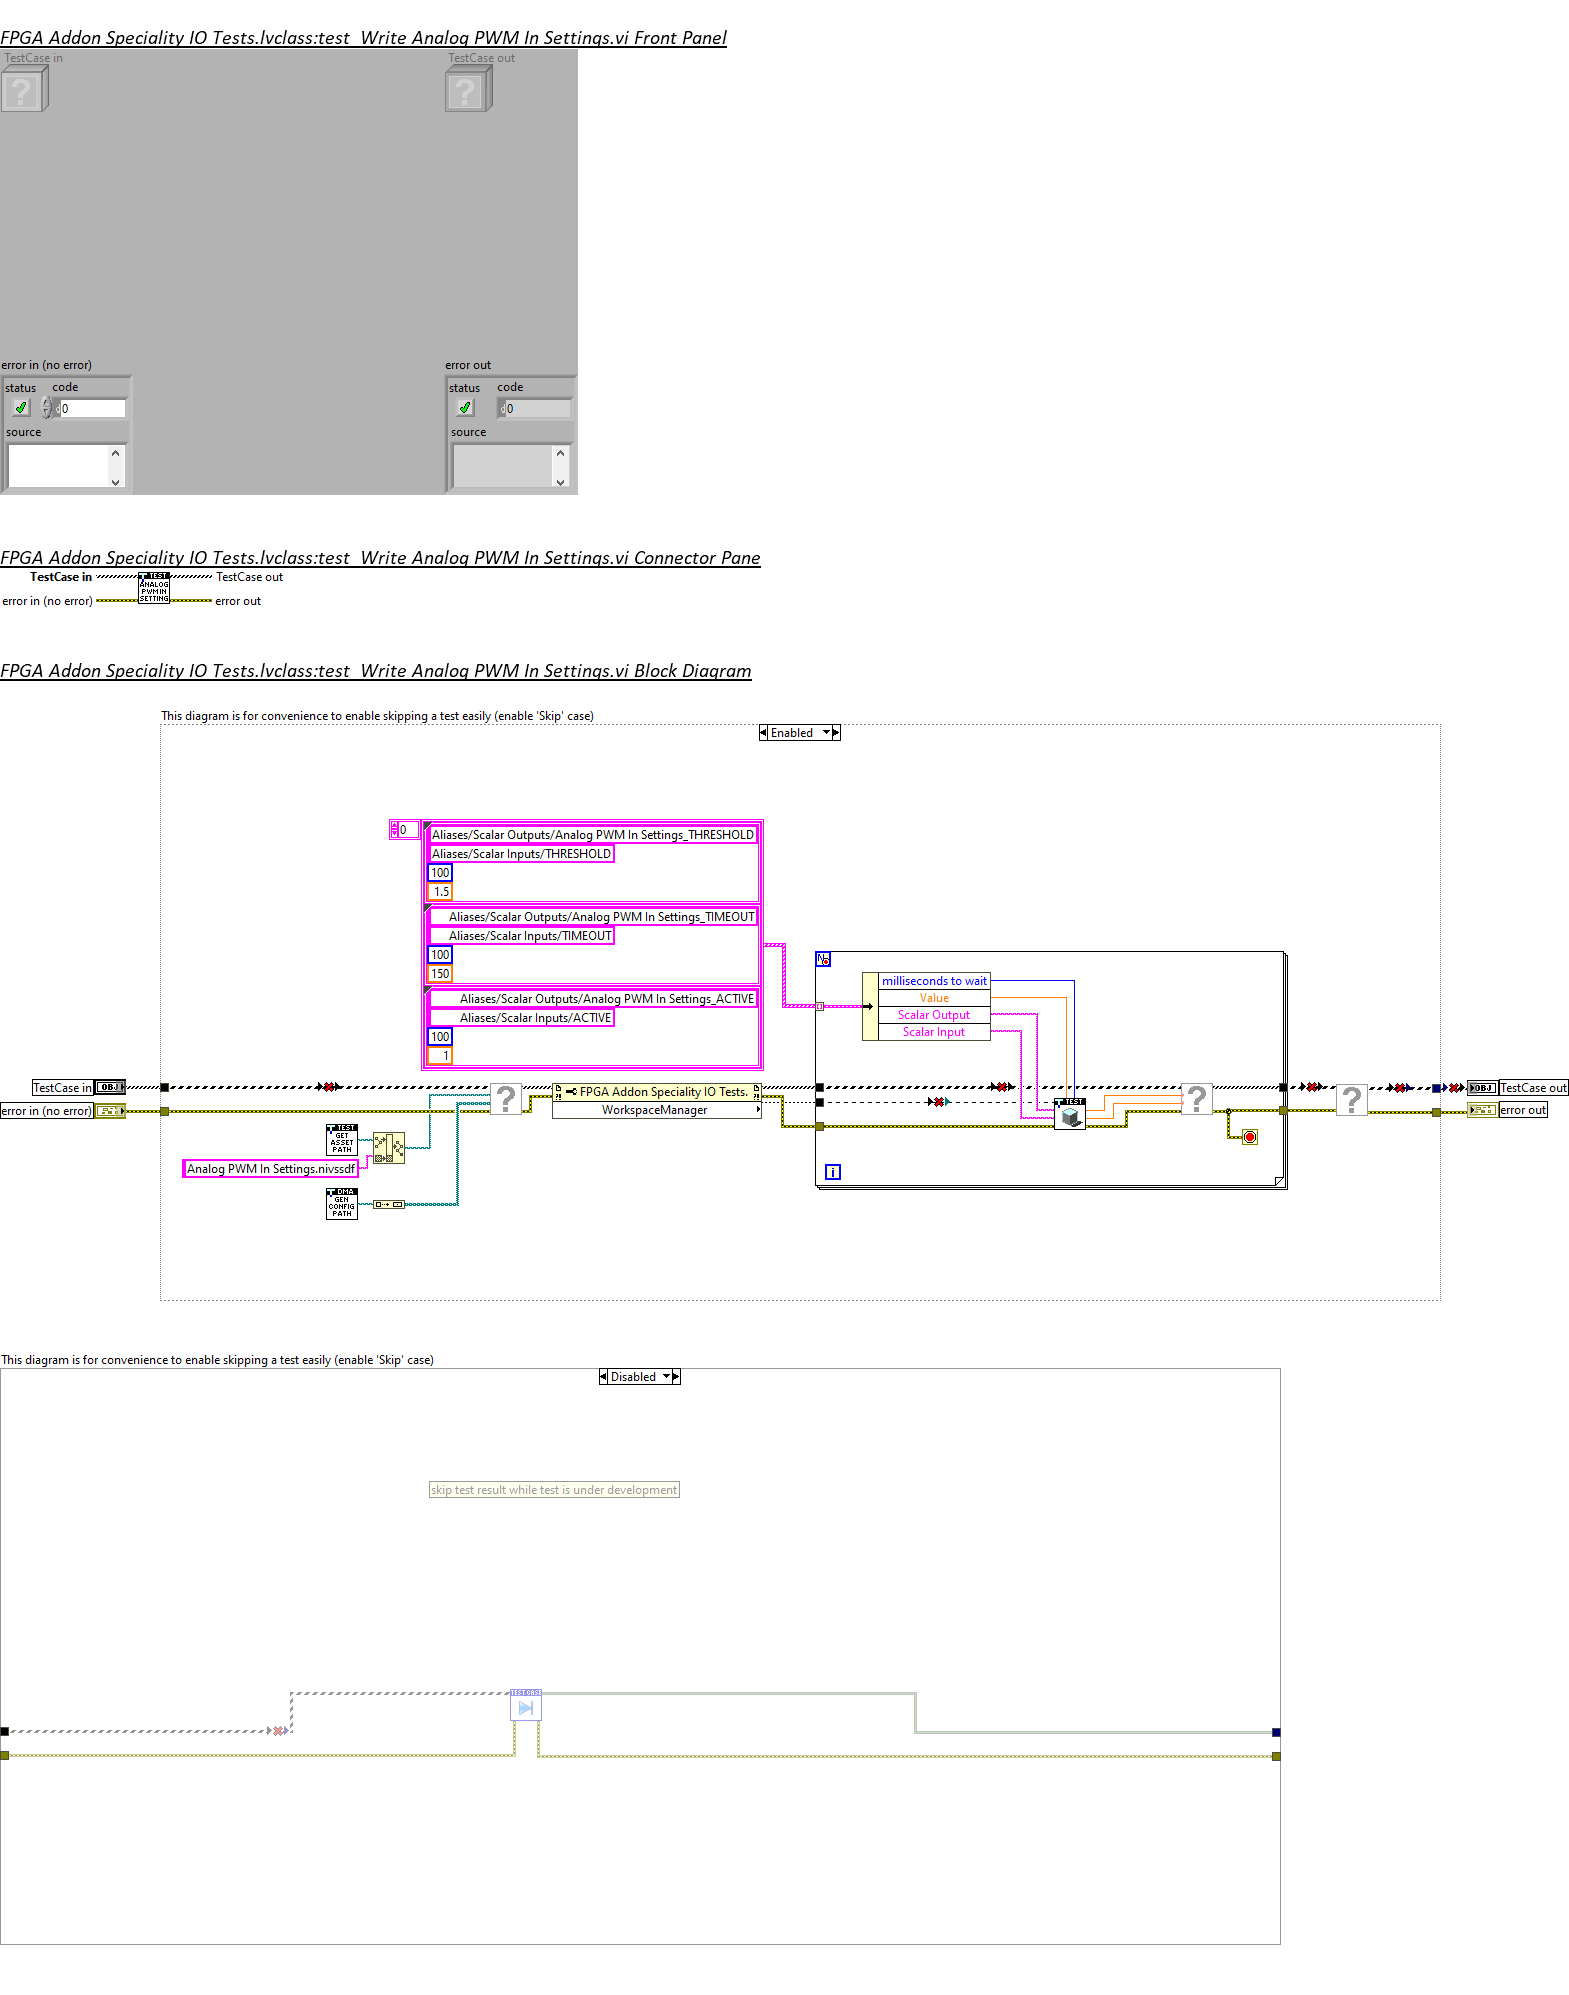 FPGA Addon Speciality IO Tests.lvclass:test_Write Analog PWM In Settings.vi Front Panel
TestCase in
TestCase out
?
?
error in (no error)
error out
status
code
status
code
d0
d0
source
source
FPGA Addon Speciality IO Tests.lvclass:test_Write Analog PWM In Settings.vi Connector Pane
TestCase in
TEST
ANALOG
PWM IN
SETTING
TestCase out
error in (no error)
error out
FPGA Addon Speciality IO Tests.lvclass:test_Write Analog PWM In Settings.vi Block Diagram
This diagram is for convenience to enable skipping a test easily (enable 'Skip' case)
Enabled
0
Aliases/Scalar Outputs/Analog PWM In Settings_THRESHOLD
Aliases/Scalar Inputs/THRESHOLD
100
1.5
Aliases/Scalar Outputs/Analog PWM In Settings_TIMEOUT
Aliases/Scalar Inputs/TIMEOUT
100
150
Aliases/Scalar Outputs/Analog PWM In Settings_ACTIVE
Aliases/Scalar Inputs/ACTIVE
100
1
N
milliseconds to wait
Value
Scalar Output
Scalar Input
TestCase in
OBJ
?
FPGA Addon Speciality IO Tests.
WorkspaceManager
TEST
?
?
OBJ
TestCase out
error in (no error)
error out
TEST
GET
ASSET
PATH
Analog PWM In Settings.nivssdf
i
DMA
GEN
CONFIG
PATH
This diagram is for convenience to enable skipping a test easily (enable 'Skip' case)
Disabled
skip test result while test is under development
TEST CASE